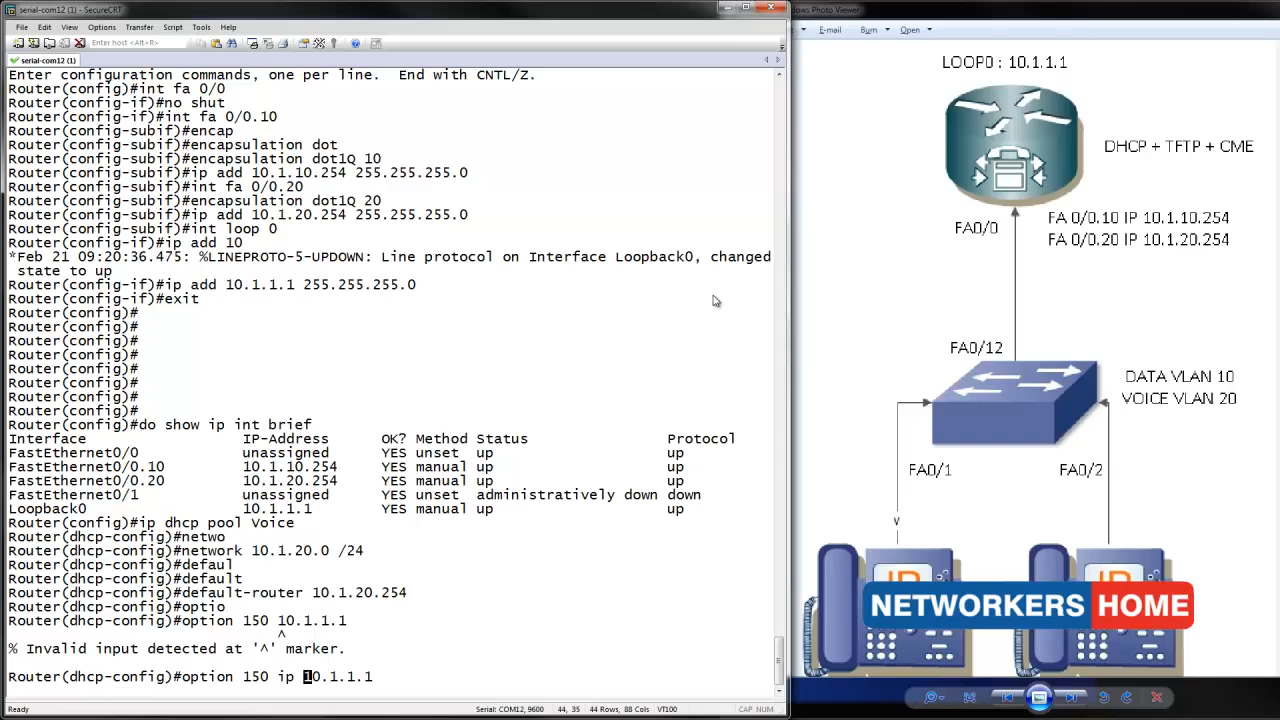 serial-com12 (1) - SecureCRT
File Edit View Options Transfer Script Tools Help
Enter host <Alt+R>
serial-com12 (1)
Enter configuration commands, one per line.  End with CNTL/Z.
Router(config)#int fa 0/0
Router(config-if)#no shut
Router(config-if)#int fa 0/0.10
Router(config-subif)#encap
Router(config-subif)#encapsulation dot
Router(config-subif)#encapsulation dot1Q 10
Router(config-subif)#ip add 10.1.10.254 255.255.255.0
Router(config-subif)#int fa 0/0.20
Router(config-subif)#encapsulation dot1Q 20
Router(config-subif)#ip add 10.1.20.254 255.255.255.0
Router(config-subif)#int loop 0
Router(config-if)#ip add 10
*Feb 21 09:20:36.475: %LINEPROTO-5-UPDOWN: Line protocol on Interface Loopback0, changed
state to up
Router(config-if)#ip add 10.1.1.1 255.255.255.0
Router(config-if)#exit
Router(config)#
Router(config)#
Router(config)#
Router(config)#
Router(config)#
Router(config)#
Router(config)#
Router(config)#
Router(config)#do show ip int brief
Interface IP-Address OK? Method Status Protocol
FastEthernet0/0 unassigned YES unset up up
FastEthernet0/0.10 10.1.10.254 YES manual up up
FastEthernet0/0.20 10.1.20.254 YES manual up up
FastEthernet0/1 unassigned YES unset administratively down down
Loopback0 10.1.1.1 YES manual up up
Router(config)#ip dhcp pool Voice
Router(dhcp-config)#netwo
Router(dhcp-config)#network 10.1.20.0 /24
Router(dhcp-config)#defaul
Router(dhcp-config)#default
Router(dhcp-config)#default-router 10.1.20.254
Router(dhcp-config)#optio
Router(dhcp-config)#option 150 10.1.1.1
^
% Invalid input detected at '^' marker.
Router(dhcp-config)#option 150 ip 10.1.1.1
Ready Serial: COM12, 9600 44, 35 44 Rows, 88 Cols VT100 CAP NUM
Photo Viewer
E-mail Burn Open
LOOP0 : 10.1.1.1
DHCP + TFTP + CME
FA0/0
FA 0/0.10 IP 10.1.10.254
FA 0/0.20 IP 10.1.20.254
FA0/12
DATA VLAN 10
VOICE VLAN 20
FA0/1
FA0/2
V
IP
IP
NETWORKERS HOME